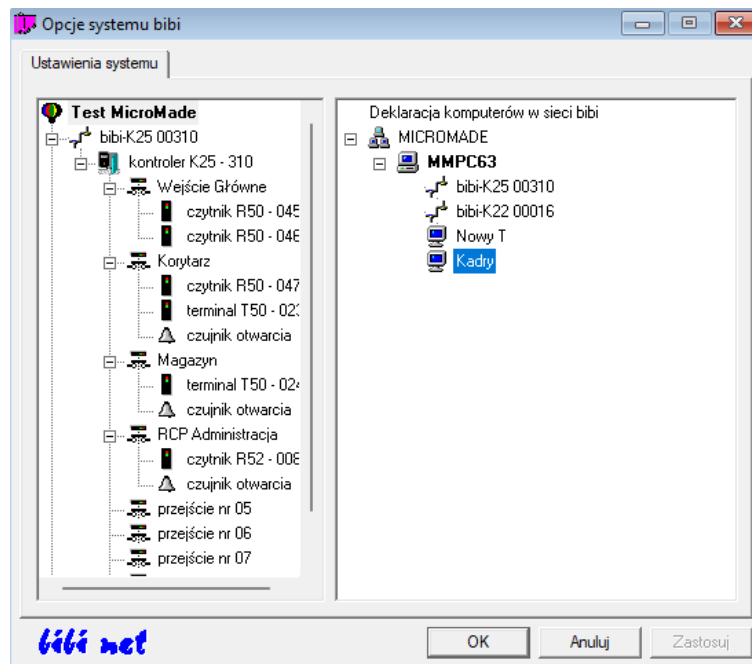 Opcje systemu bibi
Ustawienia systemu
Test MicroMade
bibi-K25 00310
kontroler K25 - 310
Wejście Główne
czytnik R50 - 045
czytnik R50 - 046
Korytarz
czytnik R50 - 047
terminal T50 - 023
czujnik otwarcia
Magazyn
terminal T50 - 024
czujnik otwarcia
RCP Administracja
czytnik R52 - 008
czujnik otwarcia
przejście nr 05
przejście nr 06
przejście nr 07
Deklaracja komputerów w sieci bibi
MICROMADE
MMPC63
bibi-K25 00310
bibi-K22 00016
Nowy T
Kadry
bibi net
OK
Anuluj
Zastosuj